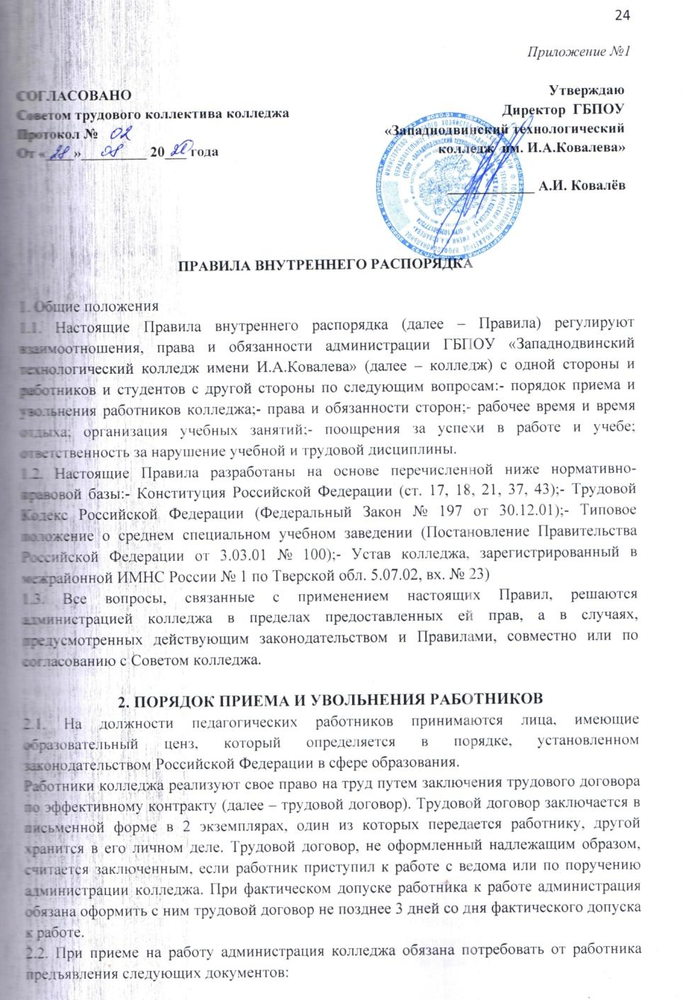 24
Приложение №1
СОГЛАСОВАНО
Советом трудового коллектива колледжа
Протокол № 02
От « 28 » 08 20 20 года
Утверждаю
Директор ГБПОУ
«Западнодвинский технологический
колледж им. И.А.Ковалева»
А.И. Ковалёв
ПРАВИЛА ВНУТРЕННЕГО РАСПОРЯДКА
1. Общие положения
1.1. Настоящие Правила внутреннего распорядка (далее – Правила) регулируют
взаимоотношения, права и обязанности администрации ГБПОУ «Западнодвинский
технологический колледж имени И.А.Ковалева» (далее – колледж) с одной стороны и
работников и студентов с другой стороны по следующим вопросам:- порядок приема и
увольнения работников колледжа;- права и обязанности сторон;- рабочее время и время
отдыха; организация учебных занятий;- поощрения за успехи в работе и учебе;
ответственность за нарушение учебной и трудовой дисциплины.
1.2. Настоящие Правила разработаны на основе перечисленной ниже нормативно-
правовой базы:- Конституция Российской Федерации (ст. 17, 18, 21, 37, 43);- Трудовой
Кодекс Российской Федерации (Федеральный Закон № 197 от 30.12.01);- Типовое
положение о среднем специальном учебном заведении (Постановление Правительства
Российской Федерации от 3.03.01 № 100);- Устав колледжа, зарегистрированный в
межрайонной ИМНС России № 1 по Тверской обл. 5.07.02, вх. № 23)
1.3. Все вопросы, связанные с применением настоящих Правил, решаются
администрацией колледжа в пределах предоставленных ей прав, а в случаях,
предусмотренных действующим законодательством и Правилами, совместно или по
согласованию с Советом колледжа.
2. ПОРЯДОК ПРИЕМА И УВОЛЬНЕНИЯ РАБОТНИКОВ
2.1. На должности педагогических работников принимаются лица, имеющие
образовательный ценз, который определяется в порядке, установленном
законодательством Российской Федерации в сфере образования.
Работники колледжа реализуют свое право на труд путем заключения трудового договора
по эффективному контракту (далее – трудовой договор). Трудовой договор заключается в
письменной форме в 2 экземплярах, один из которых передается работнику, другой
хранится в его личном деле. Трудовой договор, не оформленный надлежащим образом,
считается заключенным, если работник приступил к работе с ведома или по поручению
администрации колледжа. При фактическом допуске работника к работе администрация
обязана оформить с ним трудовой договор не позднее 3 дней со дня фактического допуска
к работе.
2.2. При приеме на работу администрация колледжа обязана потребовать от работника
предъявления следующих документов: